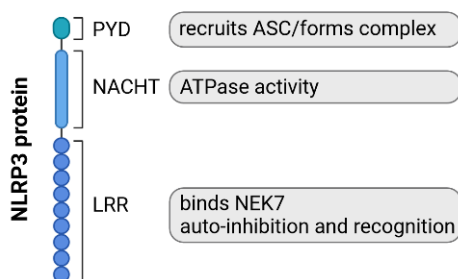 NLRP3 protein
PYD
recruits ASC/forms complex
NACHT
ATPase activity
LRR
binds NEK7
auto-inhibition and recognition